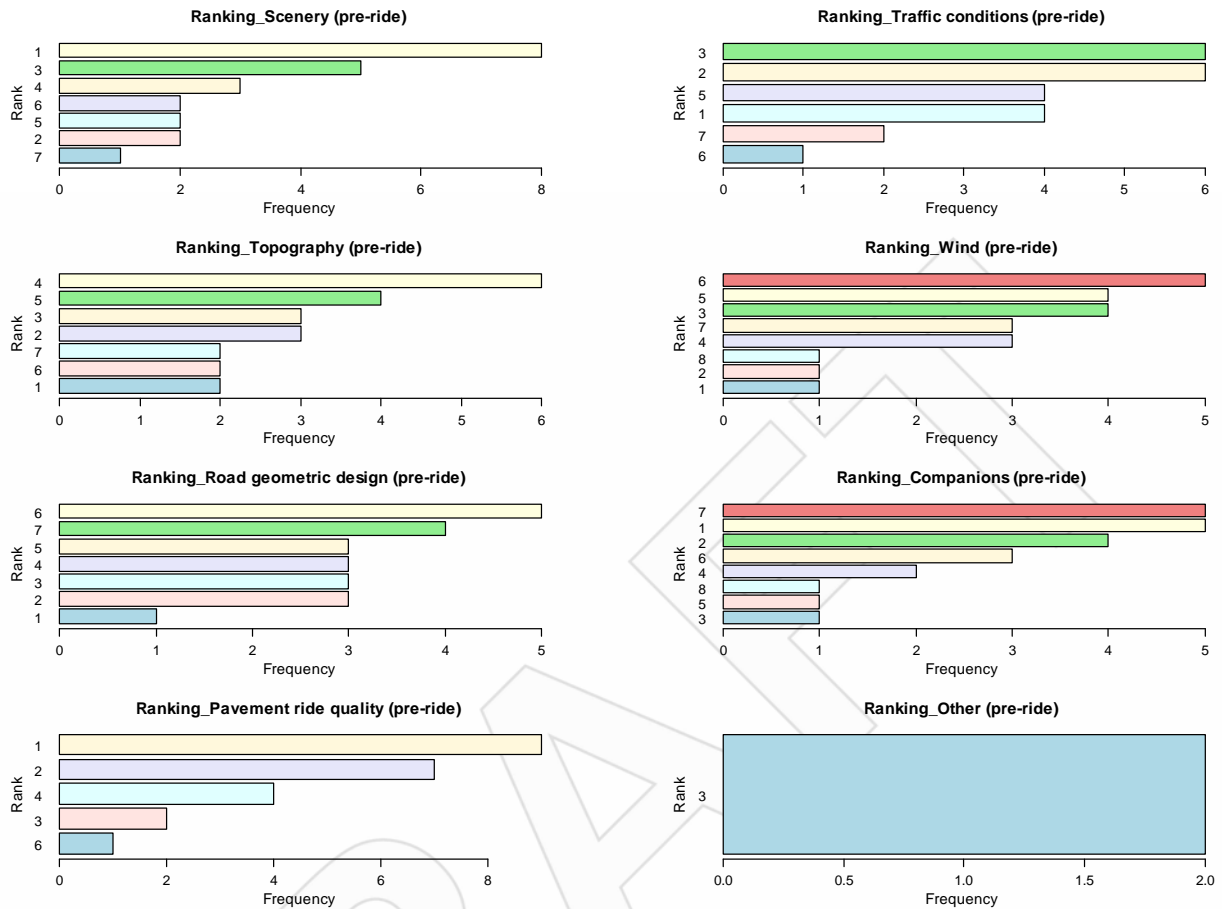 Ranking_Scenery (pre-ride)
Rank
1
3
4
6
5
2
7
0 2 4 6 8
Frequency
Ranking_Traffic conditions (pre-ride)
Rank
3
2
5
1
7
6
0 1 2 3 4 5 6
Frequency
Ranking_Topography (pre-ride)
Rank
4
5
3
2
7
6
1
0 1 2 3 4 5 6
Frequency
Ranking_Wind (pre-ride)
Rank
6
5
3
7
4
8
2
1
0 1 2 3 4 5
Frequency
Ranking_Road geometric design (pre-ride)
Rank
6
7
5
4
3
2
1
0 1 2 3 4 5
Frequency
Ranking_Companions (pre-ride)
Rank
7
1
2
6
4
8
5
3
0 1 2 3 4 5
Frequency
Ranking_Pavement ride quality (pre-ride)
Rank
1
2
4
3
6
0 2 4 6 8
Frequency
Ranking_Other (pre-ride)
Rank
3
0.0 0.5 1.0 1.5 2.0
Frequency